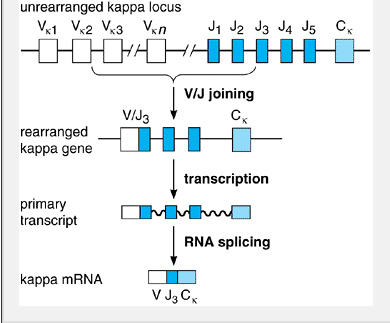 unrearranged kappa locus
Vκ1 Vκ2 Vκ3 Vκn J1 J2 J3 J4 J5 Cκ
V/J joining
V/J3 Cκ
rearranged
kappa gene
transcription
primary
transcript
RNA splicing
kappa mRNA
V J3 Cκ